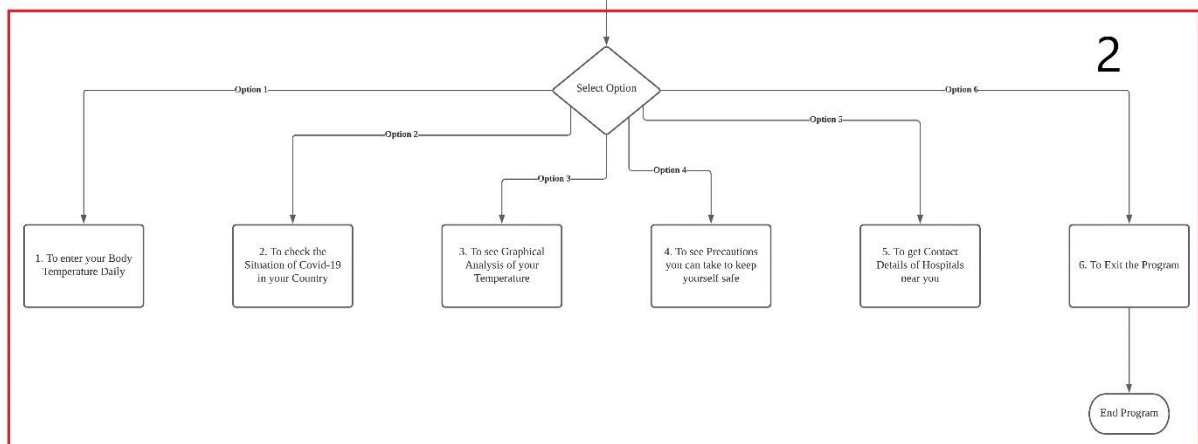 2
Select Option
Option 1
Option 6
Option 2
Option 5
Option 3
Option 4
1. To enter your Body
Temperature Daily
2. To check the
Situation of Covid-19
in your Country
3. To see Graphical
Analysis of your
Temperature
4. To see Precautions
you can take to keep
yourself safe
5. To get Contact
Details of Hospitals
near you
6. To Exit the Program
End Program